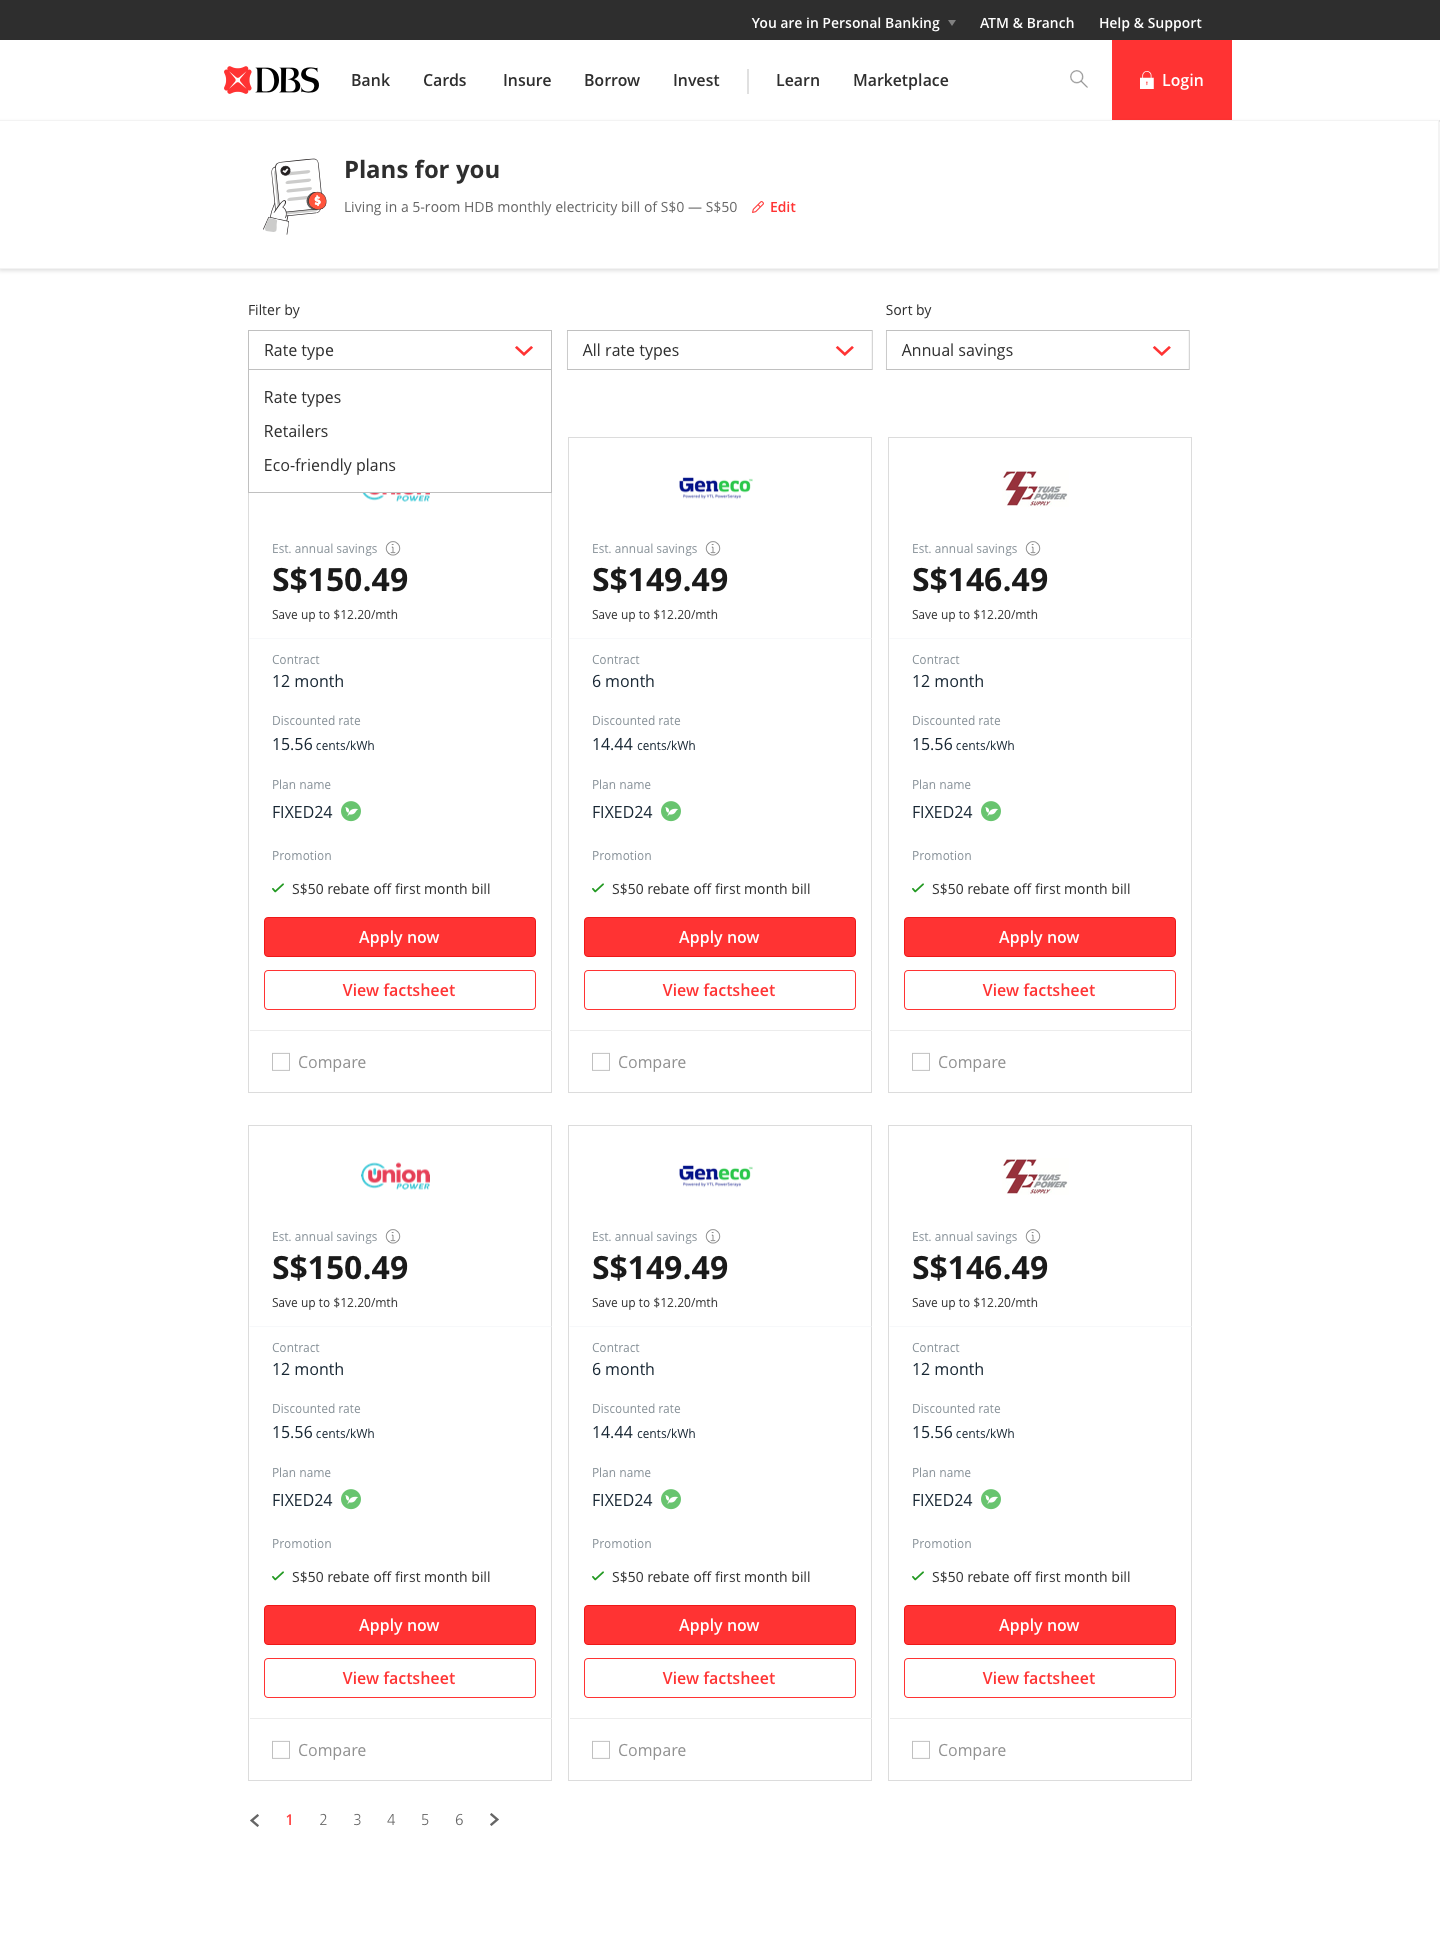 You are in Personal Banking ATM & Branch Help & Support
DBS Bank Cards Insure Borrow Invest Learn Marketplace Login
Plans for you
$
Living in a 5-room HDB monthly electricity bill of S$0 — S$50 Edit
Filter by Sort by
Rate type All rate types Annual savings
Rate types
Retailers
Eco-friendly plans
POWER
Geneco
Powered by YTL PowerSeraya
TUAS
POWER
SUPPLY
Est. annual savings Est. annual savings Est. annual savings
S$150.49 S$149.49 S$146.49
Save up to $12.20/mth Save up to $12.20/mth Save up to $12.20/mth
Contract Contract Contract
12 month 6 month 12 month
Discounted rate Discounted rate Discounted rate
15.56 cents/kWh 14.44 cents/kWh 15.56 cents/kWh
Plan name Plan name Plan name
FIXED24 FIXED24 FIXED24
Promotion Promotion Promotion
S$50 rebate off first month bill S$50 rebate off first month bill S$50 rebate off first month bill
Apply now Apply now Apply now
View factsheet View factsheet View factsheet
Compare Compare Compare
Union
POWER
Geneco
Powered by YTL PowerSeraya
TUAS
POWER
SUPPLY
Est. annual savings Est. annual savings Est. annual savings
S$150.49 S$149.49 S$146.49
Save up to $12.20/mth Save up to $12.20/mth Save up to $12.20/mth
Contract Contract Contract
12 month 6 month 12 month
Discounted rate Discounted rate Discounted rate
15.56 cents/kWh 14.44 cents/kWh 15.56 cents/kWh
Plan name Plan name Plan name
FIXED24 FIXED24 FIXED24
Promotion Promotion Promotion
S$50 rebate off first month bill S$50 rebate off first month bill S$50 rebate off first month bill
Apply now Apply now Apply now
View factsheet View factsheet View factsheet
Compare Compare Compare
1 2 3 4 5 6